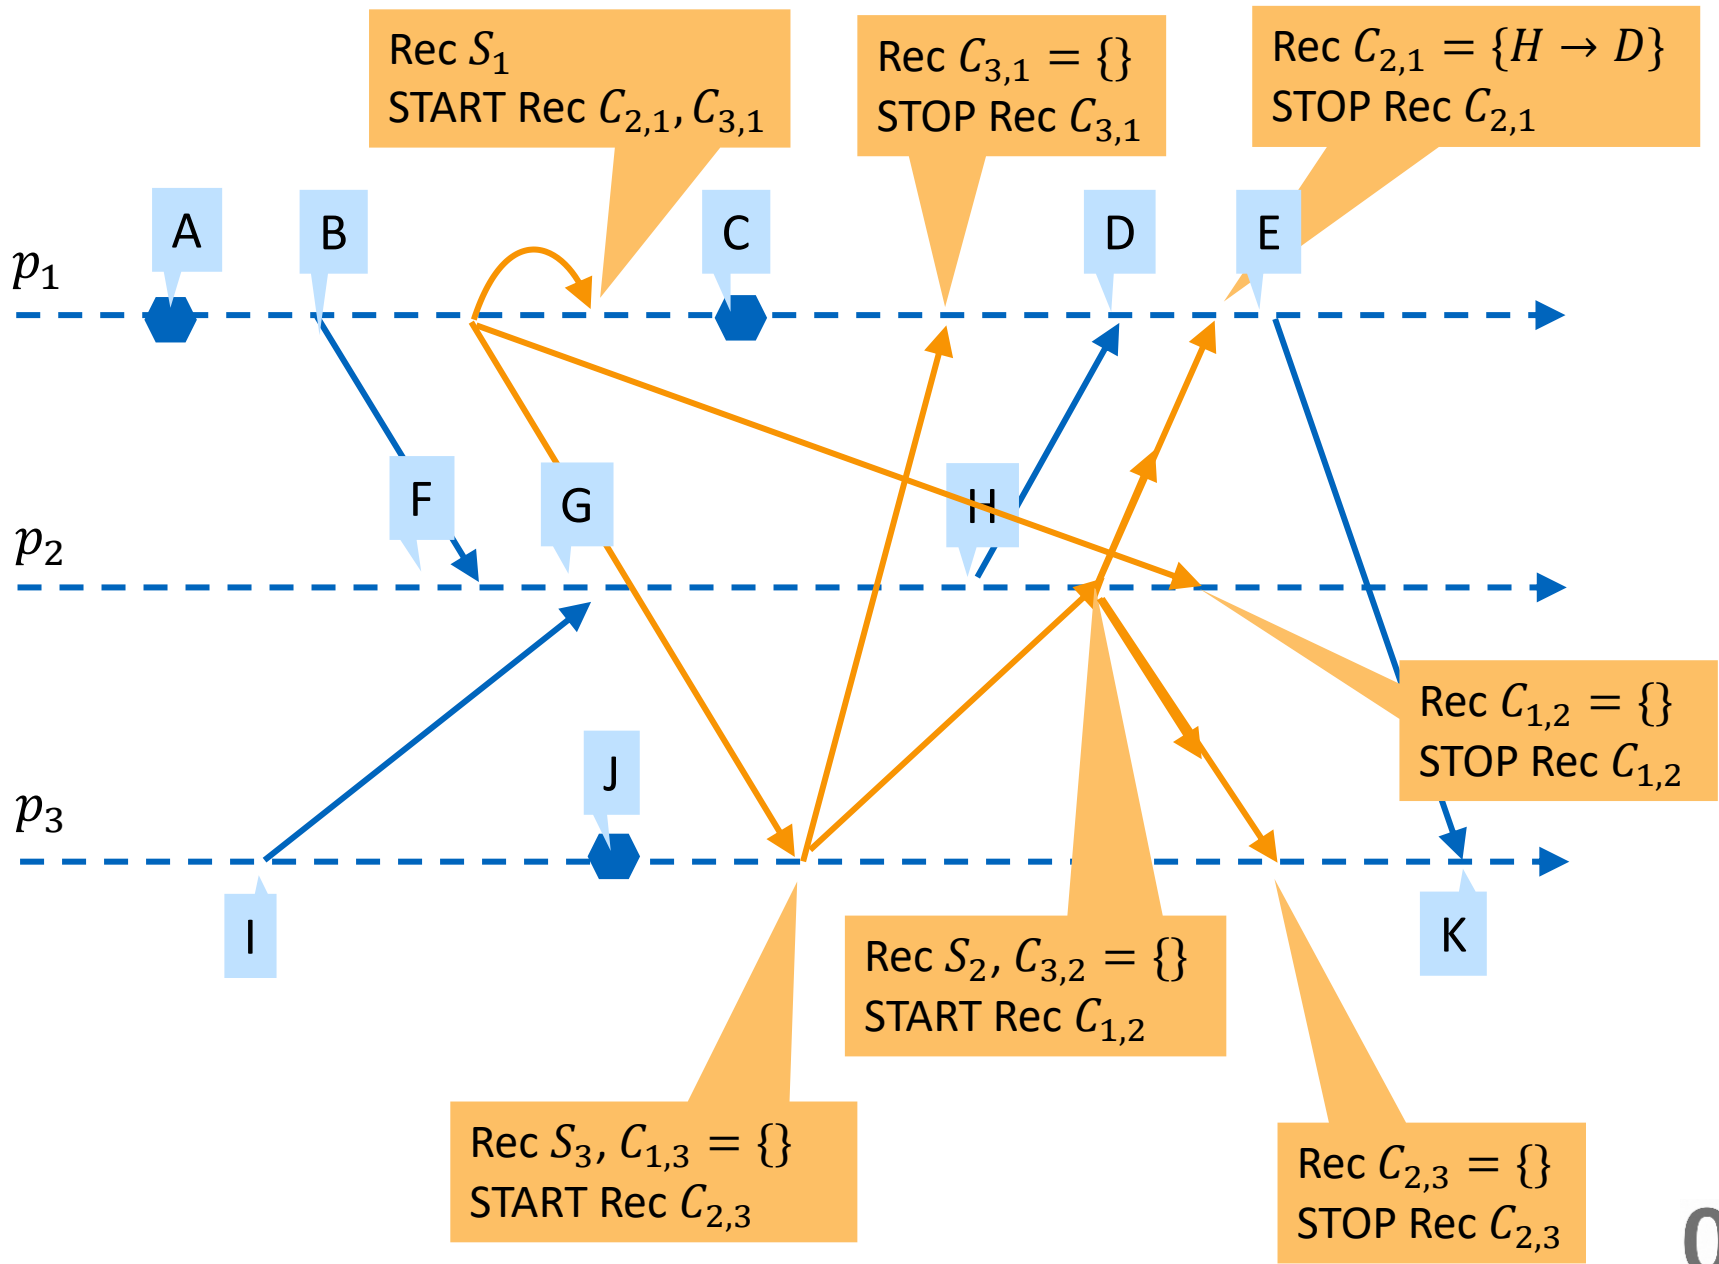 Rec S₁
START Rec C₂,₁, C₃,₁
Rec C₃,₁ = {}
STOP Rec C₃,₁
Rec C₂,₁ = {H → D}
STOP Rec C₂,₁
A
B
C
D
E
p₁
F
G
H
p₂
Rec C₁,₂ = {}
STOP Rec C₁,₂
J
p₃
I
K
Rec S₂, C₃,₂ = {}
START Rec C₁,₂
Rec S₃, C₁,₃ = {}
START Rec C₂,₃
Rec C₂,₃ = {}
STOP Rec C₂,₃